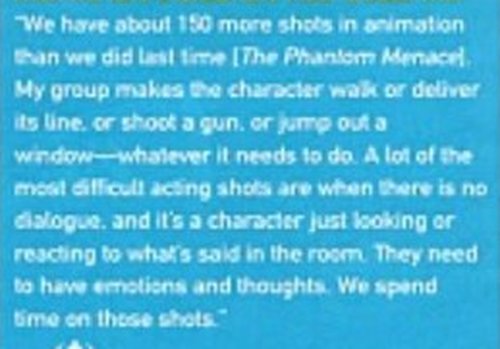 "We have about 150 more shots in animation
than we did last time [The Phantom Menace].
My group makes the character walk or deliver
its line, or shoot a gun, or jump out a
window—whatever it needs to do. A lot of the
most difficult acting shots are when there is no
dialogue, and it's a character just looking or
reacting to what's said in the room. They need
to have emotions and thoughts. We spend
time on those shots."